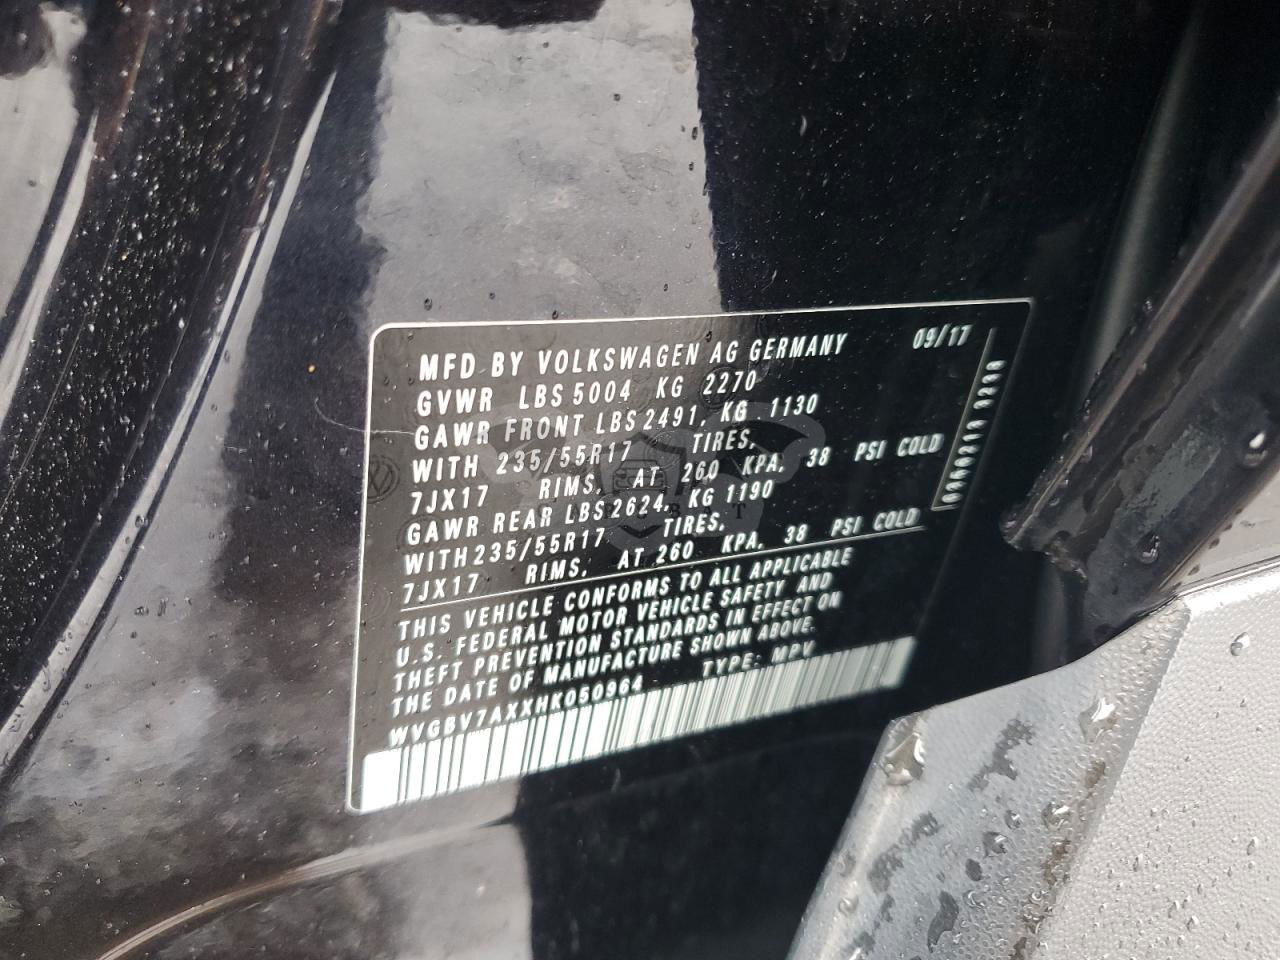 MFD BY VOLKSWAGEN AG GERMANY 09/17
GVWR LBS 5004 KG 2270
GAWR FRONT LBS 2491, KG 1130
WITH 235/55R17 TIRES,
7JX17 RIMS, AT 260 KPA, 38 PSI COLD
GAWR REAR LBS 2624, KG 1190
WITH 235/55R17 TIRES,
7JX17 RIMS, AT 260 KPA, 38 PSI COLD
THIS VEHICLE CONFORMS TO ALL APPLICABLE
U.S. FEDERAL MOTOR VEHICLE SAFETY AND
THEFT PREVENTION STANDARDS IN EFFECT ON
THE DATE OF MANUFACTURE SHOWN ABOVE.
WVGBV7AXXHK050964 TYPE: MPV